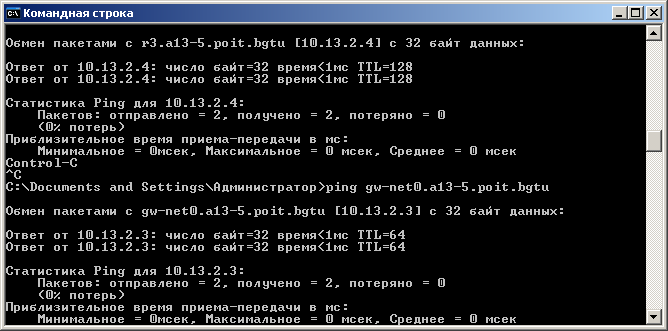 Командная строка
Обмен пакетами с r3.a13-5.poit.bgtu [10.13.2.4] с 32 байт данных:
Ответ от 10.13.2.4: число байт=32 время<1мс TTL=128
Ответ от 10.13.2.4: число байт=32 время<1мс TTL=128
Статистика Ping для 10.13.2.4:
Пакетов: отправлено = 2, получено = 2, потеряно = 0
(0% потерь)
Приблизительное время приема-передачи в мс:
Минимальное = 0мсек, Максимальное = 0 мсек, Среднее = 0 мсек
Control-C
^C
C:\Documents and Settings\Администратор>ping gw-net0.a13-5.poit.bgtu
Обмен пакетами с gw-net0.a13-5.poit.bgtu [10.13.2.3] с 32 байт данных:
Ответ от 10.13.2.3: число байт=32 время<1мс TTL=64
Ответ от 10.13.2.3: число байт=32 время<1мс TTL=64
Статистика Ping для 10.13.2.3:
Пакетов: отправлено = 2, получено = 2, потеряно = 0
(0% потерь)
Приблизительное время приема-передачи в мс:
Минимальное = 0мсек, Максимальное = 0 мсек, Среднее = 0 мсек